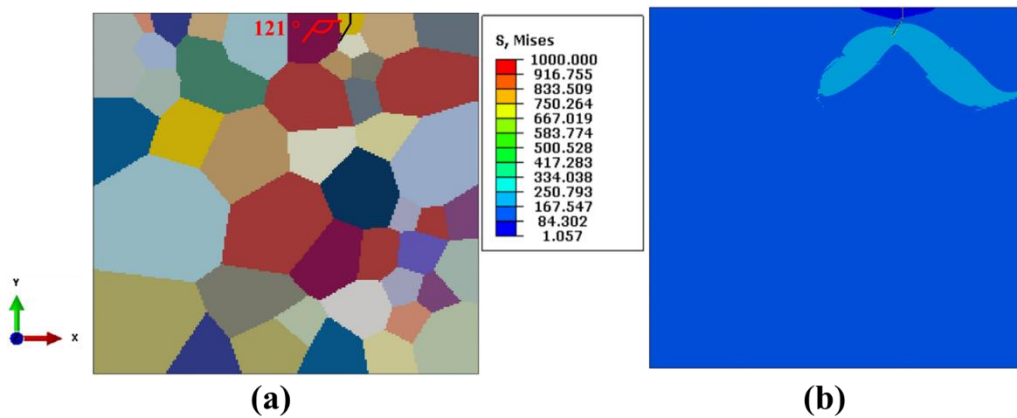 121°
S, Mises
1000.000
916.755
833.509
750.264
667.019
583.774
500.528
417.283
334.038
250.793
167.547
84.302
1.057
Y
X
(a)
(b)